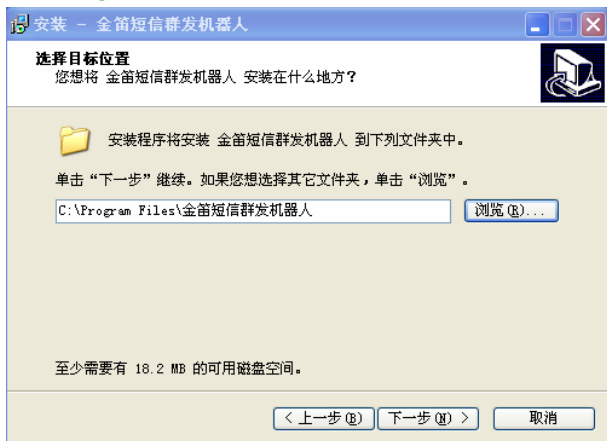 安装 - 金笛短信群发机器人
选择目标位置
您想将 金笛短信群发机器人 安装在什么地方?
安装程序将安装 金笛短信群发机器人 到下列文件夹中。
单击“下一步”继续。如果您想选择其它文件夹，单击“浏览”。
C:\Program Files\金笛短信群发机器人
浏览(R)...
至少需要有 18.2 MB 的可用磁盘空间。
< 上一步(B)
下一步(N) >
取消